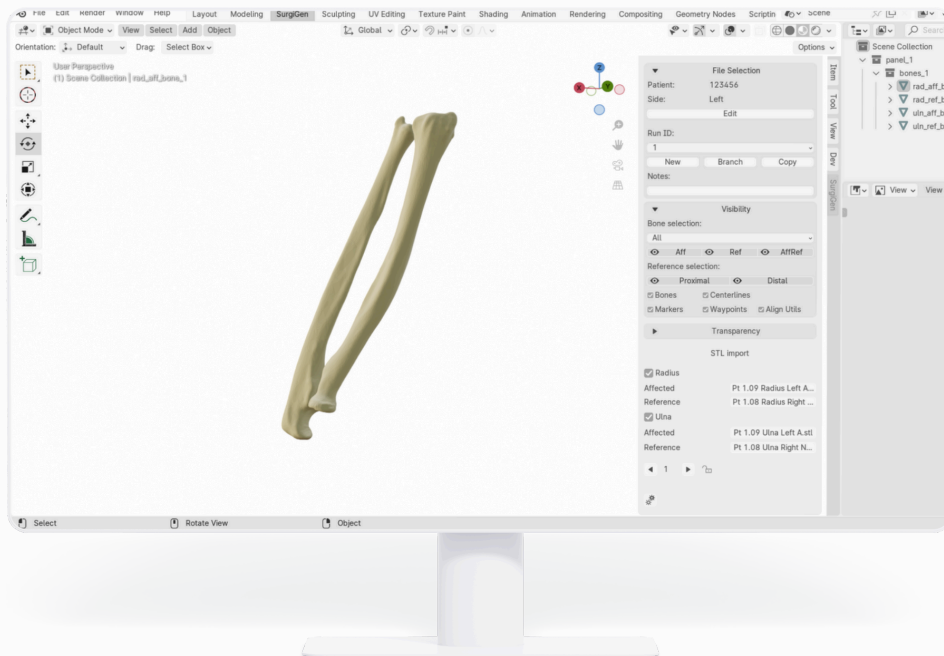 File Edit Render Window Help Layout Modeling SurgiGen Sculpting UV Editing Texture Paint Shading Animation Rendering Compositing Geometry Nodes Scriptin Scene
Object Mode View Select Add Object Global
Orientation: Default Drag: Select Box Options
User Perspective
(1) Scene Collection | rad_aff_bone_1
Z
X
Y
File Selection
Patient: 123456
Side: Left
Edit
Run ID:
1
New Branch Copy
Notes:
Visibility
Bone selection:
All
Aff Ref AffRef
Reference selection:
Proximal Distal
Bones Centerlines
Markers Waypoints Align Utils
Transparency
STL import
Radius
Affected Pt 1.09 Radius Left A...
Reference Pt 1.08 Radius Right ...
Ulna
Affected Pt 1.09 Ulna Left A.stl
Reference Pt 1.08 Ulna Right N...
1
Item
Tool
View
Dev
SurgiGen
Search
Scene Collection
panel_1
bones_1
rad_aff_b
rad_ref_b
uln_aff_b
uln_ref_b
View View
Select Rotate View Object